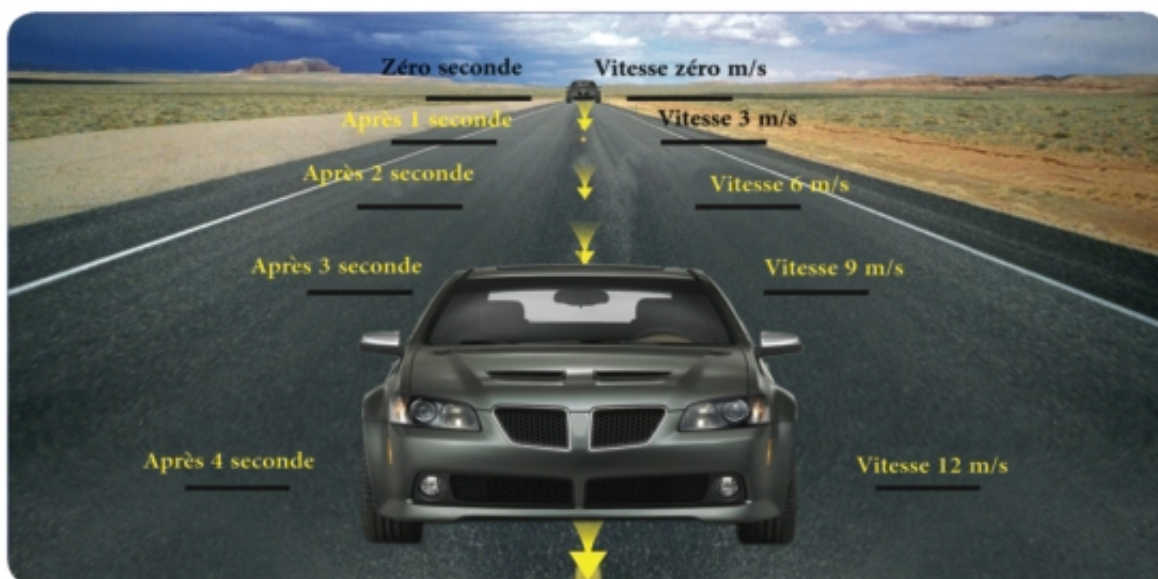 Zéro seconde Vitesse zéro m/s
Après 1 seconde Vitesse 3 m/s
Après 2 seconde Vitesse 6 m/s
Après 3 seconde Vitesse 9 m/s
Après 4 seconde Vitesse 12 m/s